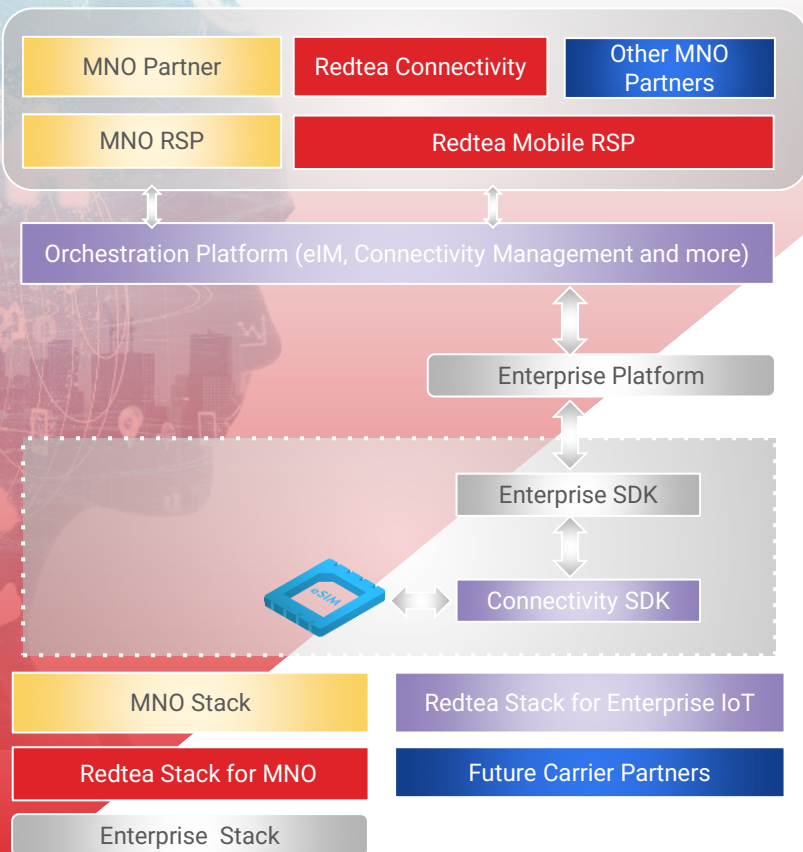 MNO Partner
Redtea Connectivity
Other MNO
Partners
MNO RSP
Redtea Mobile RSP
Orchestration Platform (eIM, Connectivity Management and more)
Enterprise Platform
Enterprise SDK
eSIM
Connectivity SDK
MNO Stack
Redtea Stack for Enterprise IoT
Redtea Stack for MNO
Future Carrier Partners
Enterprise Stack